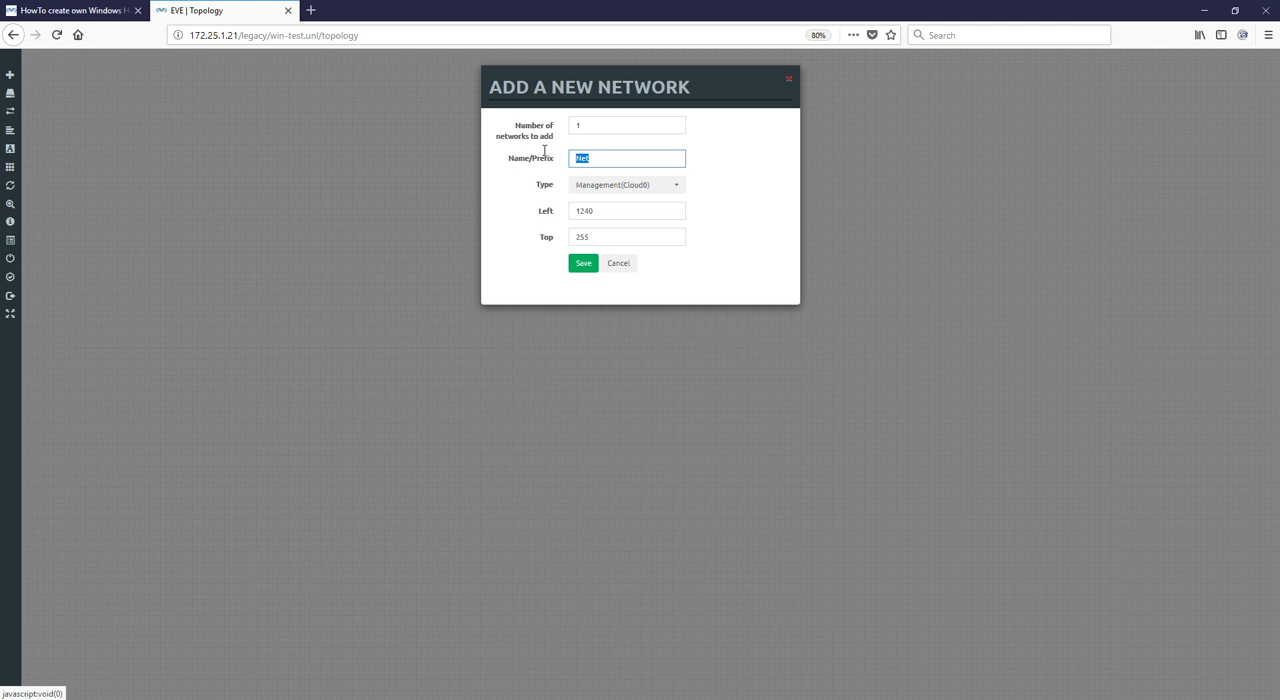 HowTo create own Windows H
EVE | Topology
172.25.1.21/legacy/win-test.unl/topology
80%
Search
ADD A NEW NETWORK
Number of
networks to add
1
Name/Prefix
Net
Type
Management(Cloud0)
Left
1240
Top
255
Save
Cancel
javascript:void(0)